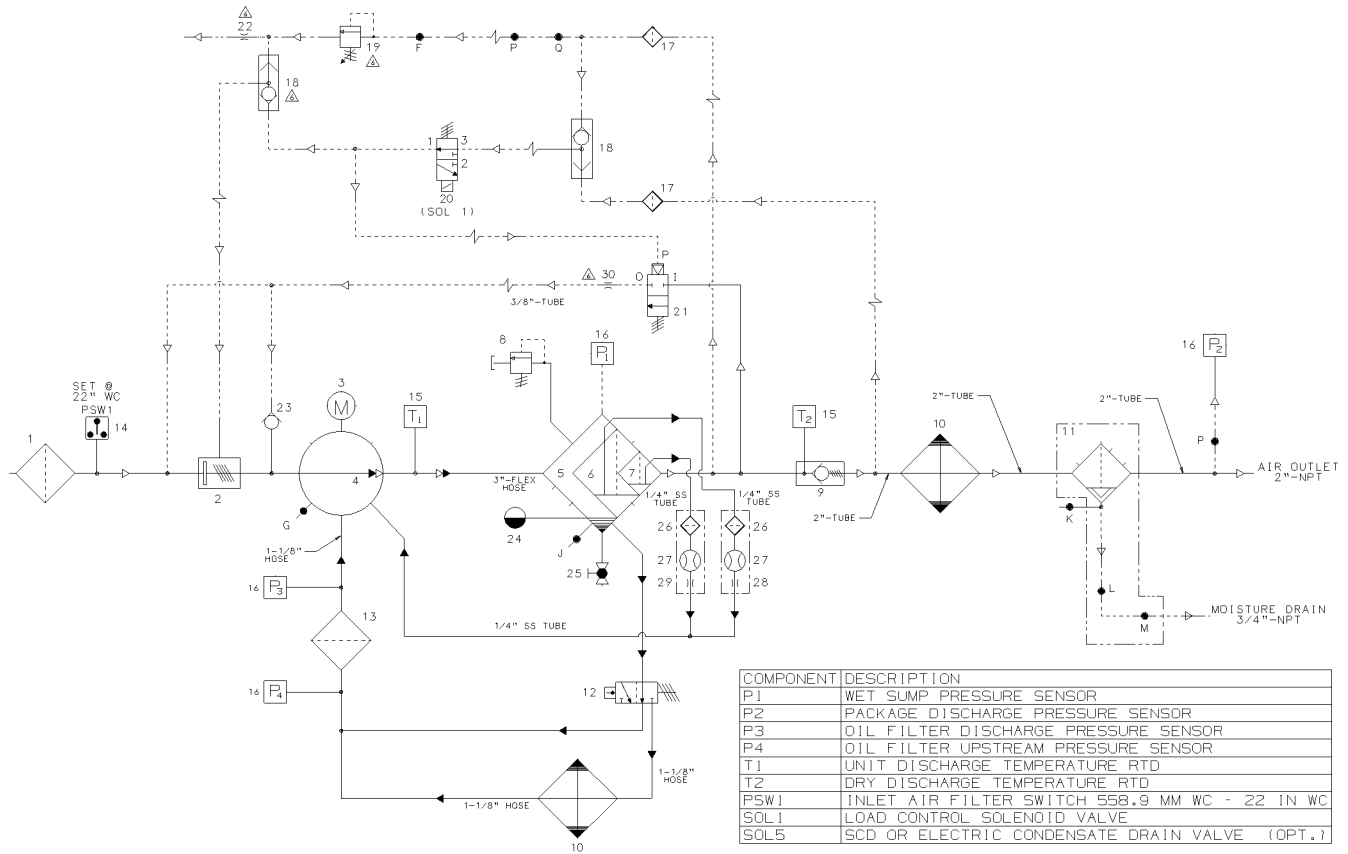 6
22
19
6
F
P
Q
17
18
6
1
3
2
20
(SOL 1)
18
17
P
O
I
21
6
30
3/8"-TUBE
SET @
22" WC
PSW1
14
1
2
23
3
M
4
15
T1
8
16
P1
5
6
7
3"-FLEX
HOSE
1/4" SS
TUBE
1/4" SS
TUBE
T2
15
9
2"-TUBE
10
2"-TUBE
11
2"-TUBE
16
P2
P
AIR OUTLET
2"-NPT
K
L
M
MOISTURE DRAIN
3/4"-NPT
G
1-1/8"
HOSE
24
J
25
26
27
29
26
27
28
16
P3
13
1/4" SS TUBE
16
P4
12
1-1/8"
HOSE
1-1/8" HOSE
10
COMPONENT DESCRIPTION
P1 WET SUMP PRESSURE SENSOR
P2 PACKAGE DISCHARGE PRESSURE SENSOR
P3 OIL FILTER DISCHARGE PRESSURE SENSOR
P4 OIL FILTER UPSTREAM PRESSURE SENSOR
T1 UNIT DISCHARGE TEMPERATURE RTD
T2 DRY DISCHARGE TEMPERATURE RTD
PSW1 INLET AIR FILTER SWITCH 558.9 MM WC - 22 IN WC
SOL1 LOAD CONTROL SOLENOID VALVE
SOL5 SCD OR ELECTRIC CONDENSATE DRAIN VALVE (OPT.)